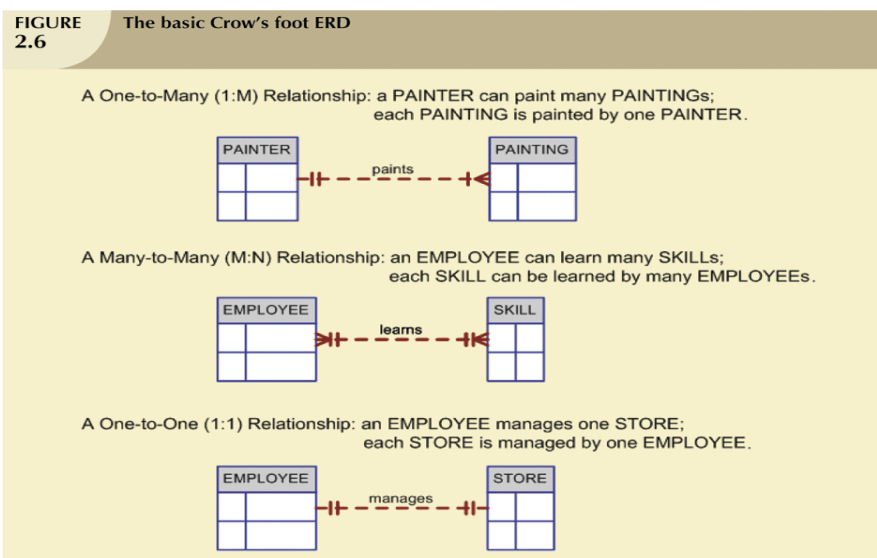 FIGURE
2.6
The basic Crow's foot ERD
A One-to-Many (1:M) Relationship: a PAINTER can paint many PAINTINGs;
each PAINTING is painted by one PAINTER.
PAINTER
paints
PAINTING
A Many-to-Many (M:N) Relationship: an EMPLOYEE can learn many SKILLs;
each SKILL can be learned by many EMPLOYEEs.
EMPLOYEE
learns
SKILL
A One-to-One (1:1) Relationship: an EMPLOYEE manages one STORE;
each STORE is managed by one EMPLOYEE.
EMPLOYEE
manages
STORE